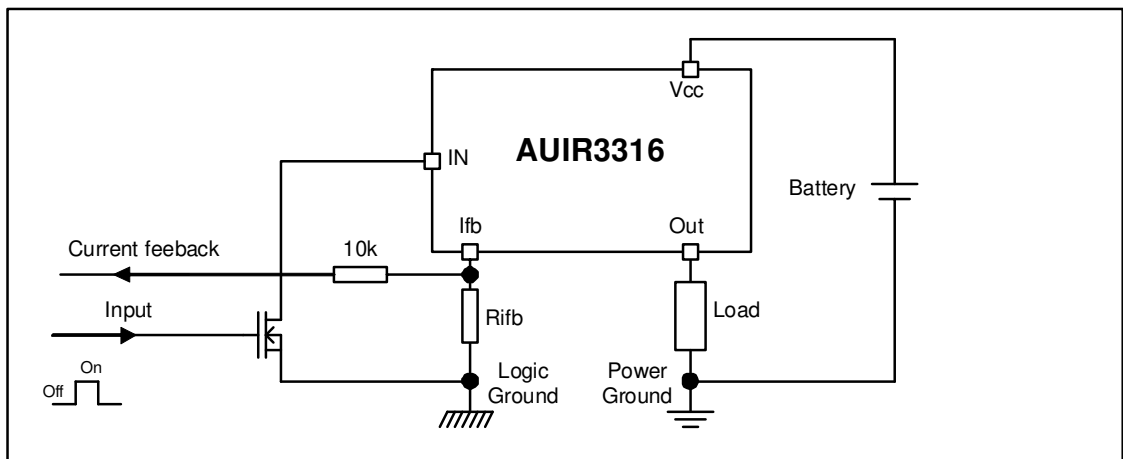 Vcc
AUIR3316
IN
Battery
Ifb
Out
Current feeback
10k
Input
Rifb
Load
On
Off
Logic
Ground
Power
Ground